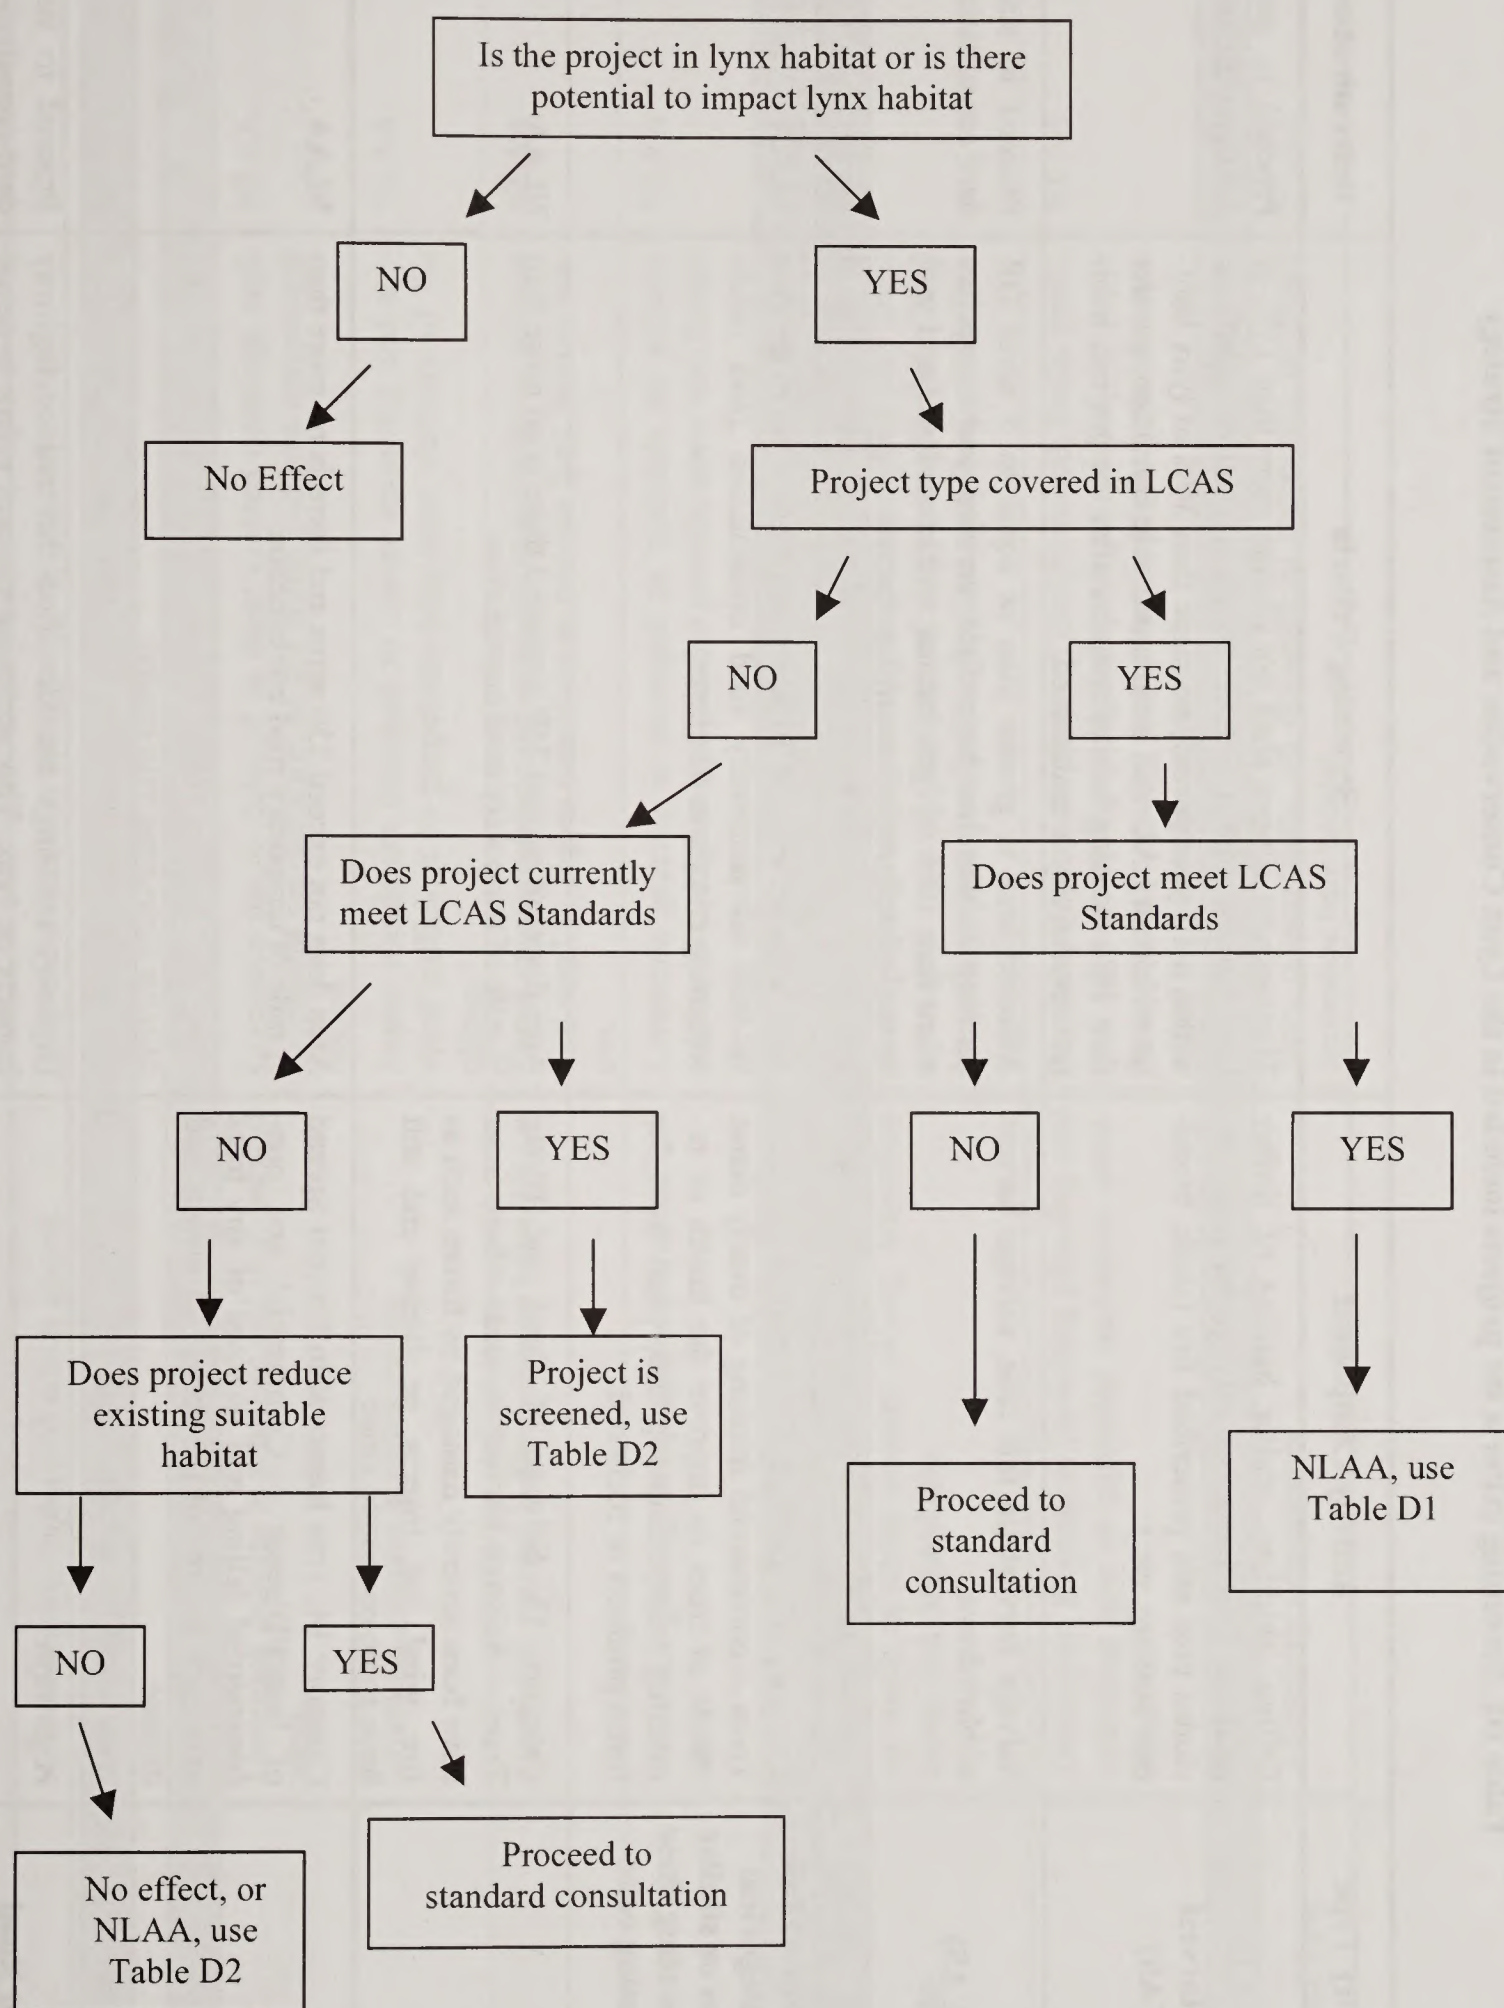 Is the project in lynx habitat or is there
potential to impact lynx habitat
NO
YES
No Effect
Project type covered in LCAS
NO
YES
Does project currently
meet LCAS Standards
Does project meet LCAS
Standards
NO
YES
NO
YES
Does project reduce
existing suitable
habitat
Project is
screened, use
Table D2
Proceed to
standard
consultation
NLAA, use
Table D1
NO
YES
No effect, or
NLAA, use
Table D2
Proceed to
standard consultation